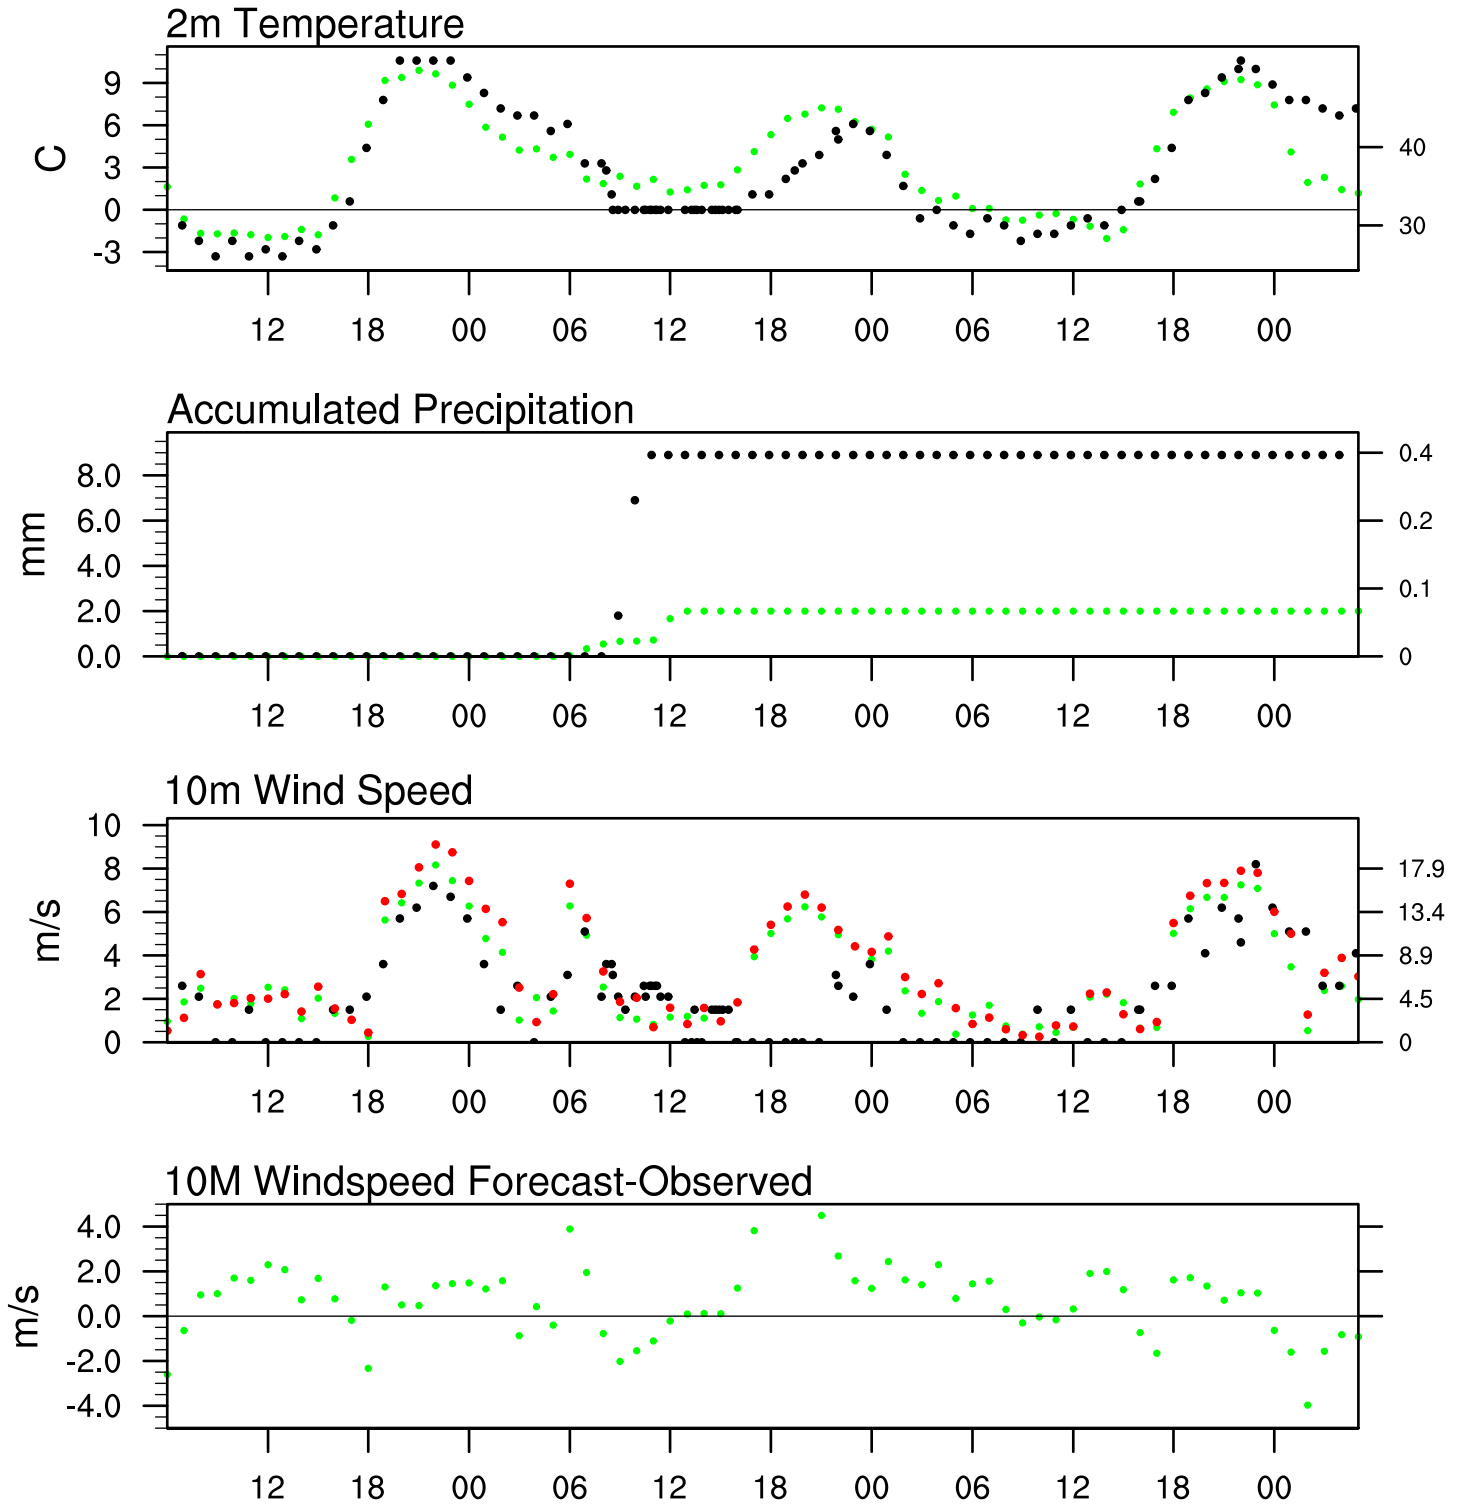 2m Temperature
C
9
6
3
0
-3
40
30
12 18 00 06 12 18 00 06 12 18 00
Accumulated Precipitation
mm
8.0
6.0
4.0
2.0
0.0
0.4
0.2
0.1
0
12 18 00 06 12 18 00 06 12 18 00
10m Wind Speed
m/s
10
8
6
4
2
0
17.9
13.4
8.9
4.5
0
12 18 00 06 12 18 00 06 12 18 00
10M Windspeed Forecast-Observed
m/s
4.0
2.0
0.0
-2.0
-4.0
12 18 00 06 12 18 00 06 12 18 00